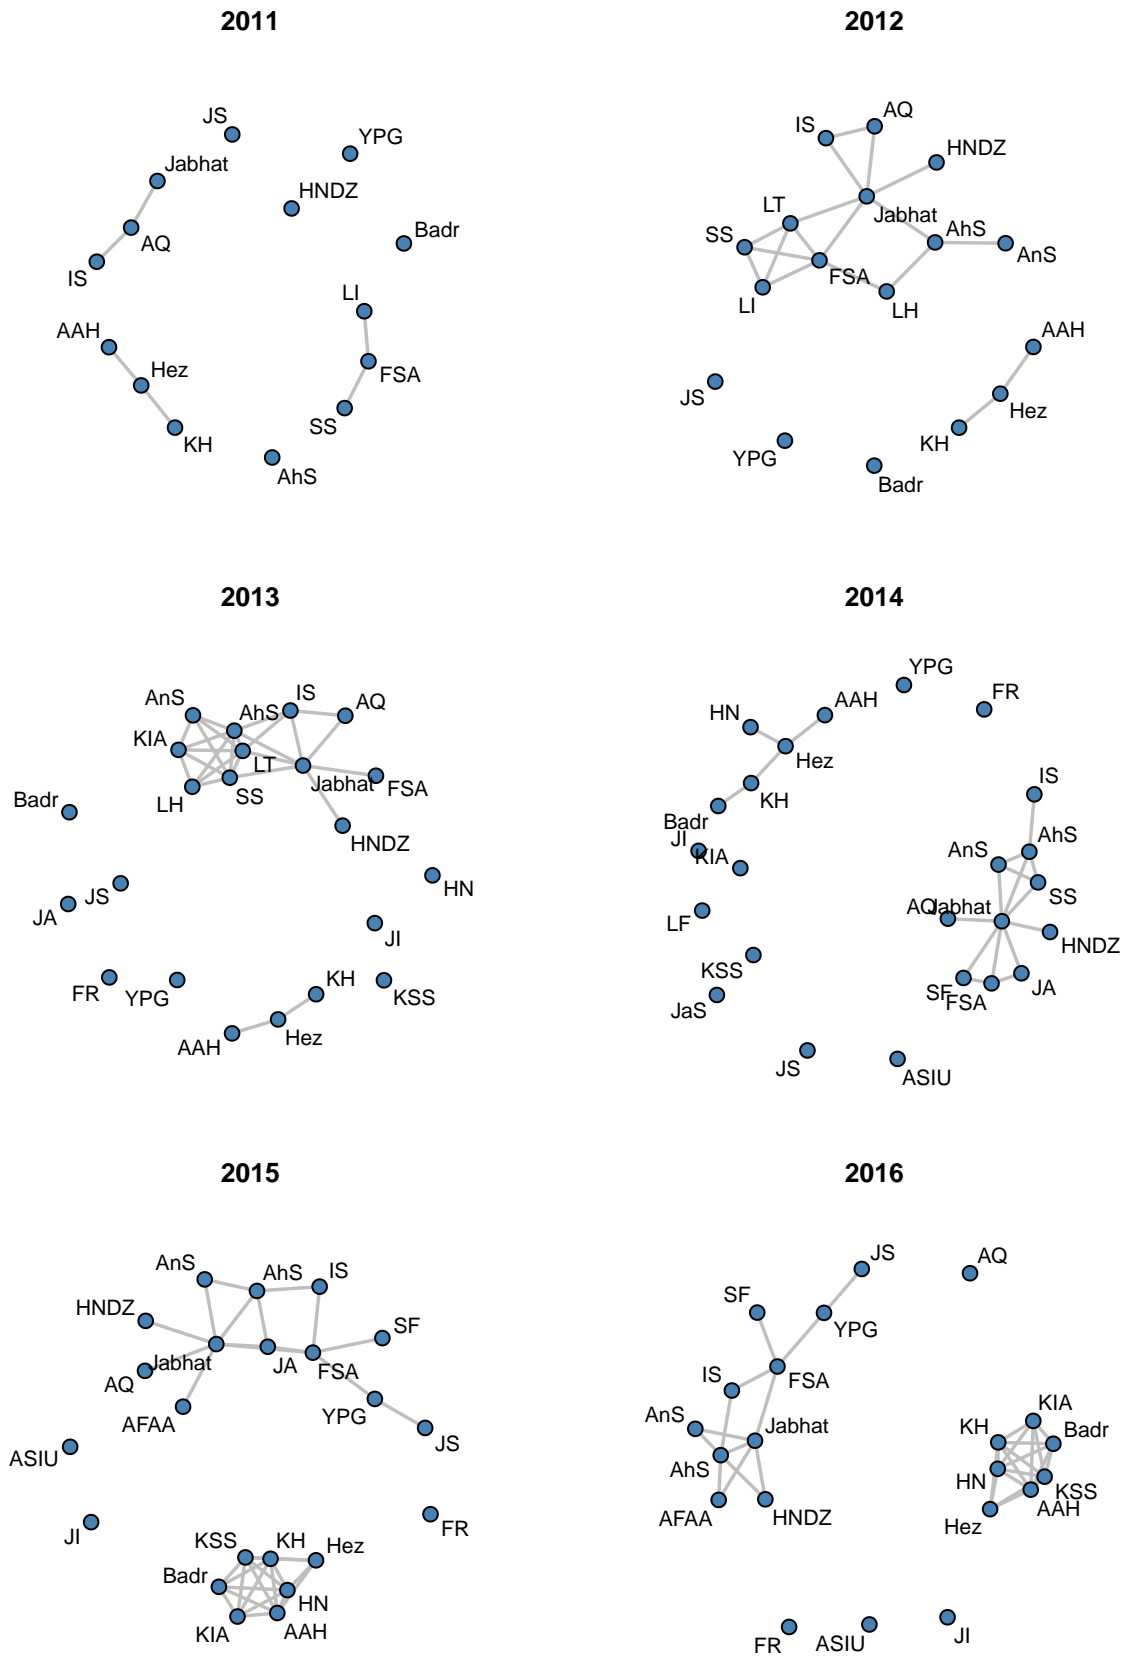 2011
JS
YPG
Jabhat
HNDZ
Badr
AQ
IS
LI
AAH
Hez
FSA
SS
KH
AhS
2012
AQ
IS
HNDZ
LT
Jabhat
AhS
SS
AnS
FSA
LI
LH
AAH
JS
Hez
KH
YPG
Badr
2013
IS
AnS
AQ
AhS
KIA
LT
Jabhat
FSA
SS
LH
Badr
HNDZ
HN
JS
JA
JI
KH
FR
YPG
KSS
Hez
AAH
2014
YPG
FR
AAH
HN
Hez
IS
KH
Badr
JI
AhS
AnS
KIA
SS
AQ
Jabhat
LF
HNDZ
KSS
JA
SF
FSA
JaS
JS
ASIU
2015
AnS
AhS
IS
HNDZ
SF
Jabhat
JA
FSA
AQ
YPG
AFAA
JS
ASIU
FR
JI
KSS
KH
Hez
Badr
HN
KIA
AAH
2016
JS
AQ
SF
YPG
IS
FSA
KIA
AnS
Jabhat
KH
Badr
AhS
HN
KSS
AAH
AFAA
HNDZ
Hez
FR
ASIU
JI